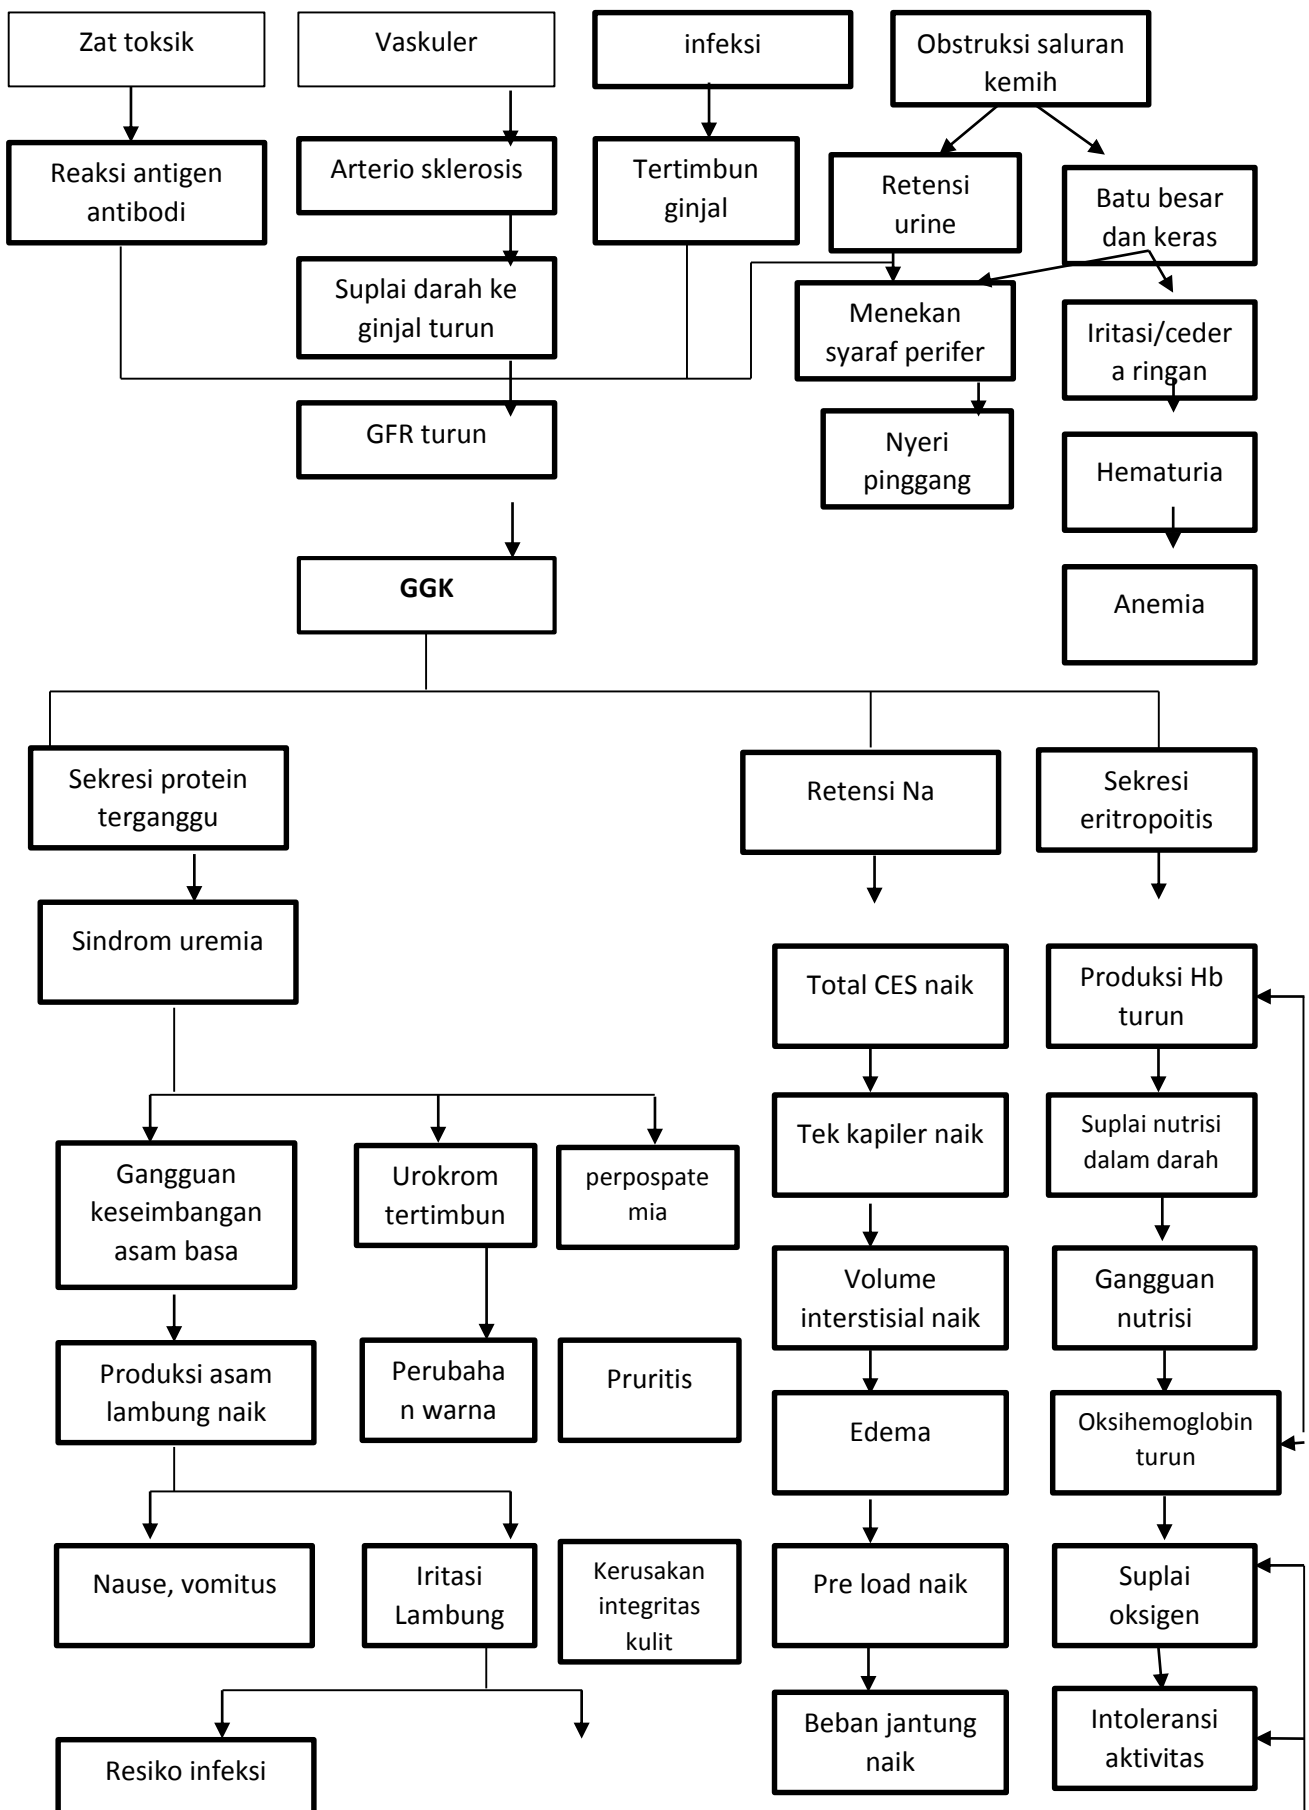 Zat toksik
Vaskuler
infeksi
Obstruksi saluran
kemih
Reaksi antigen
antibodi
Arterio sklerosis
Tertimbun
ginjal
Retensi
urine
Batu besar
dan keras
Suplai darah ke
ginjal turun
Menekan
syaraf perifer
Iritasi/ceder
a ringan
GFR turun
Nyeri
pinggang
Hematuria
GGK
Anemia
Sekresi protein
terganggu
Retensi Na
Sekresi
eritropoitis
Sindrom uremia
Total CES naik
Produksi Hb
turun
Gangguan
keseimbangan
asam basa
Urokrom
tertimbun
perpospate
mia
Tek kapiler naik
Suplai nutrisi
dalam darah
Volume
interstisial naik
Gangguan
nutrisi
Produksi asam
lambung naik
Perubaha
n warna
Pruritis
Edema
Oksihemoglobin
turun
Nause, vomitus
Iritasi
Lambung
Kerusakan
integritas
kulit
Pre load naik
Suplai
oksigen
Resiko infeksi
Beban jantung
naik
Intoleransi
aktivitas